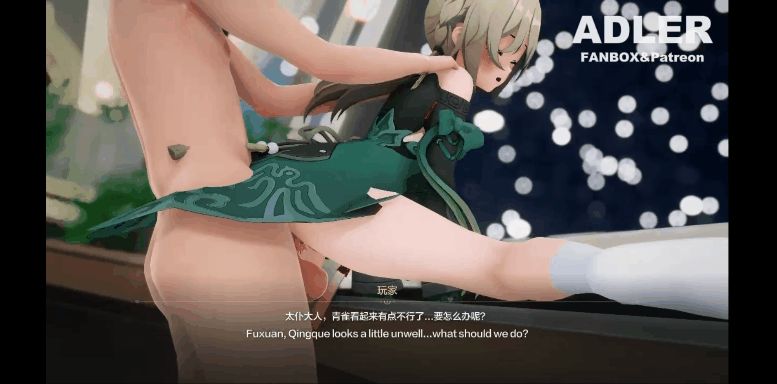 ADLER
FANBOX&Patreon
玩家
太仆大人，青雀看起来有点不行了...要怎么办呢?
Fuxuan, Qingque looks a little unwell...what should we do?